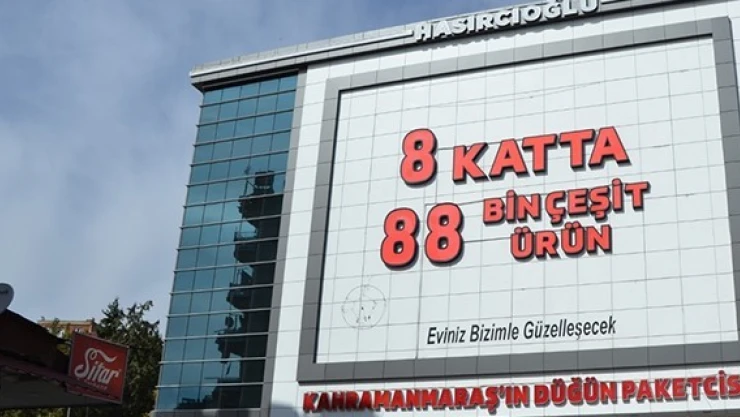 HASIRCIOĞLU
8 KATTA
88 BİN ÇEŞİT
ÜRÜN
Eviniz Bizimle Güzelleşecek
KAHRAMANMARAŞ'IN DÜĞÜN PAKETCİS
Sitar